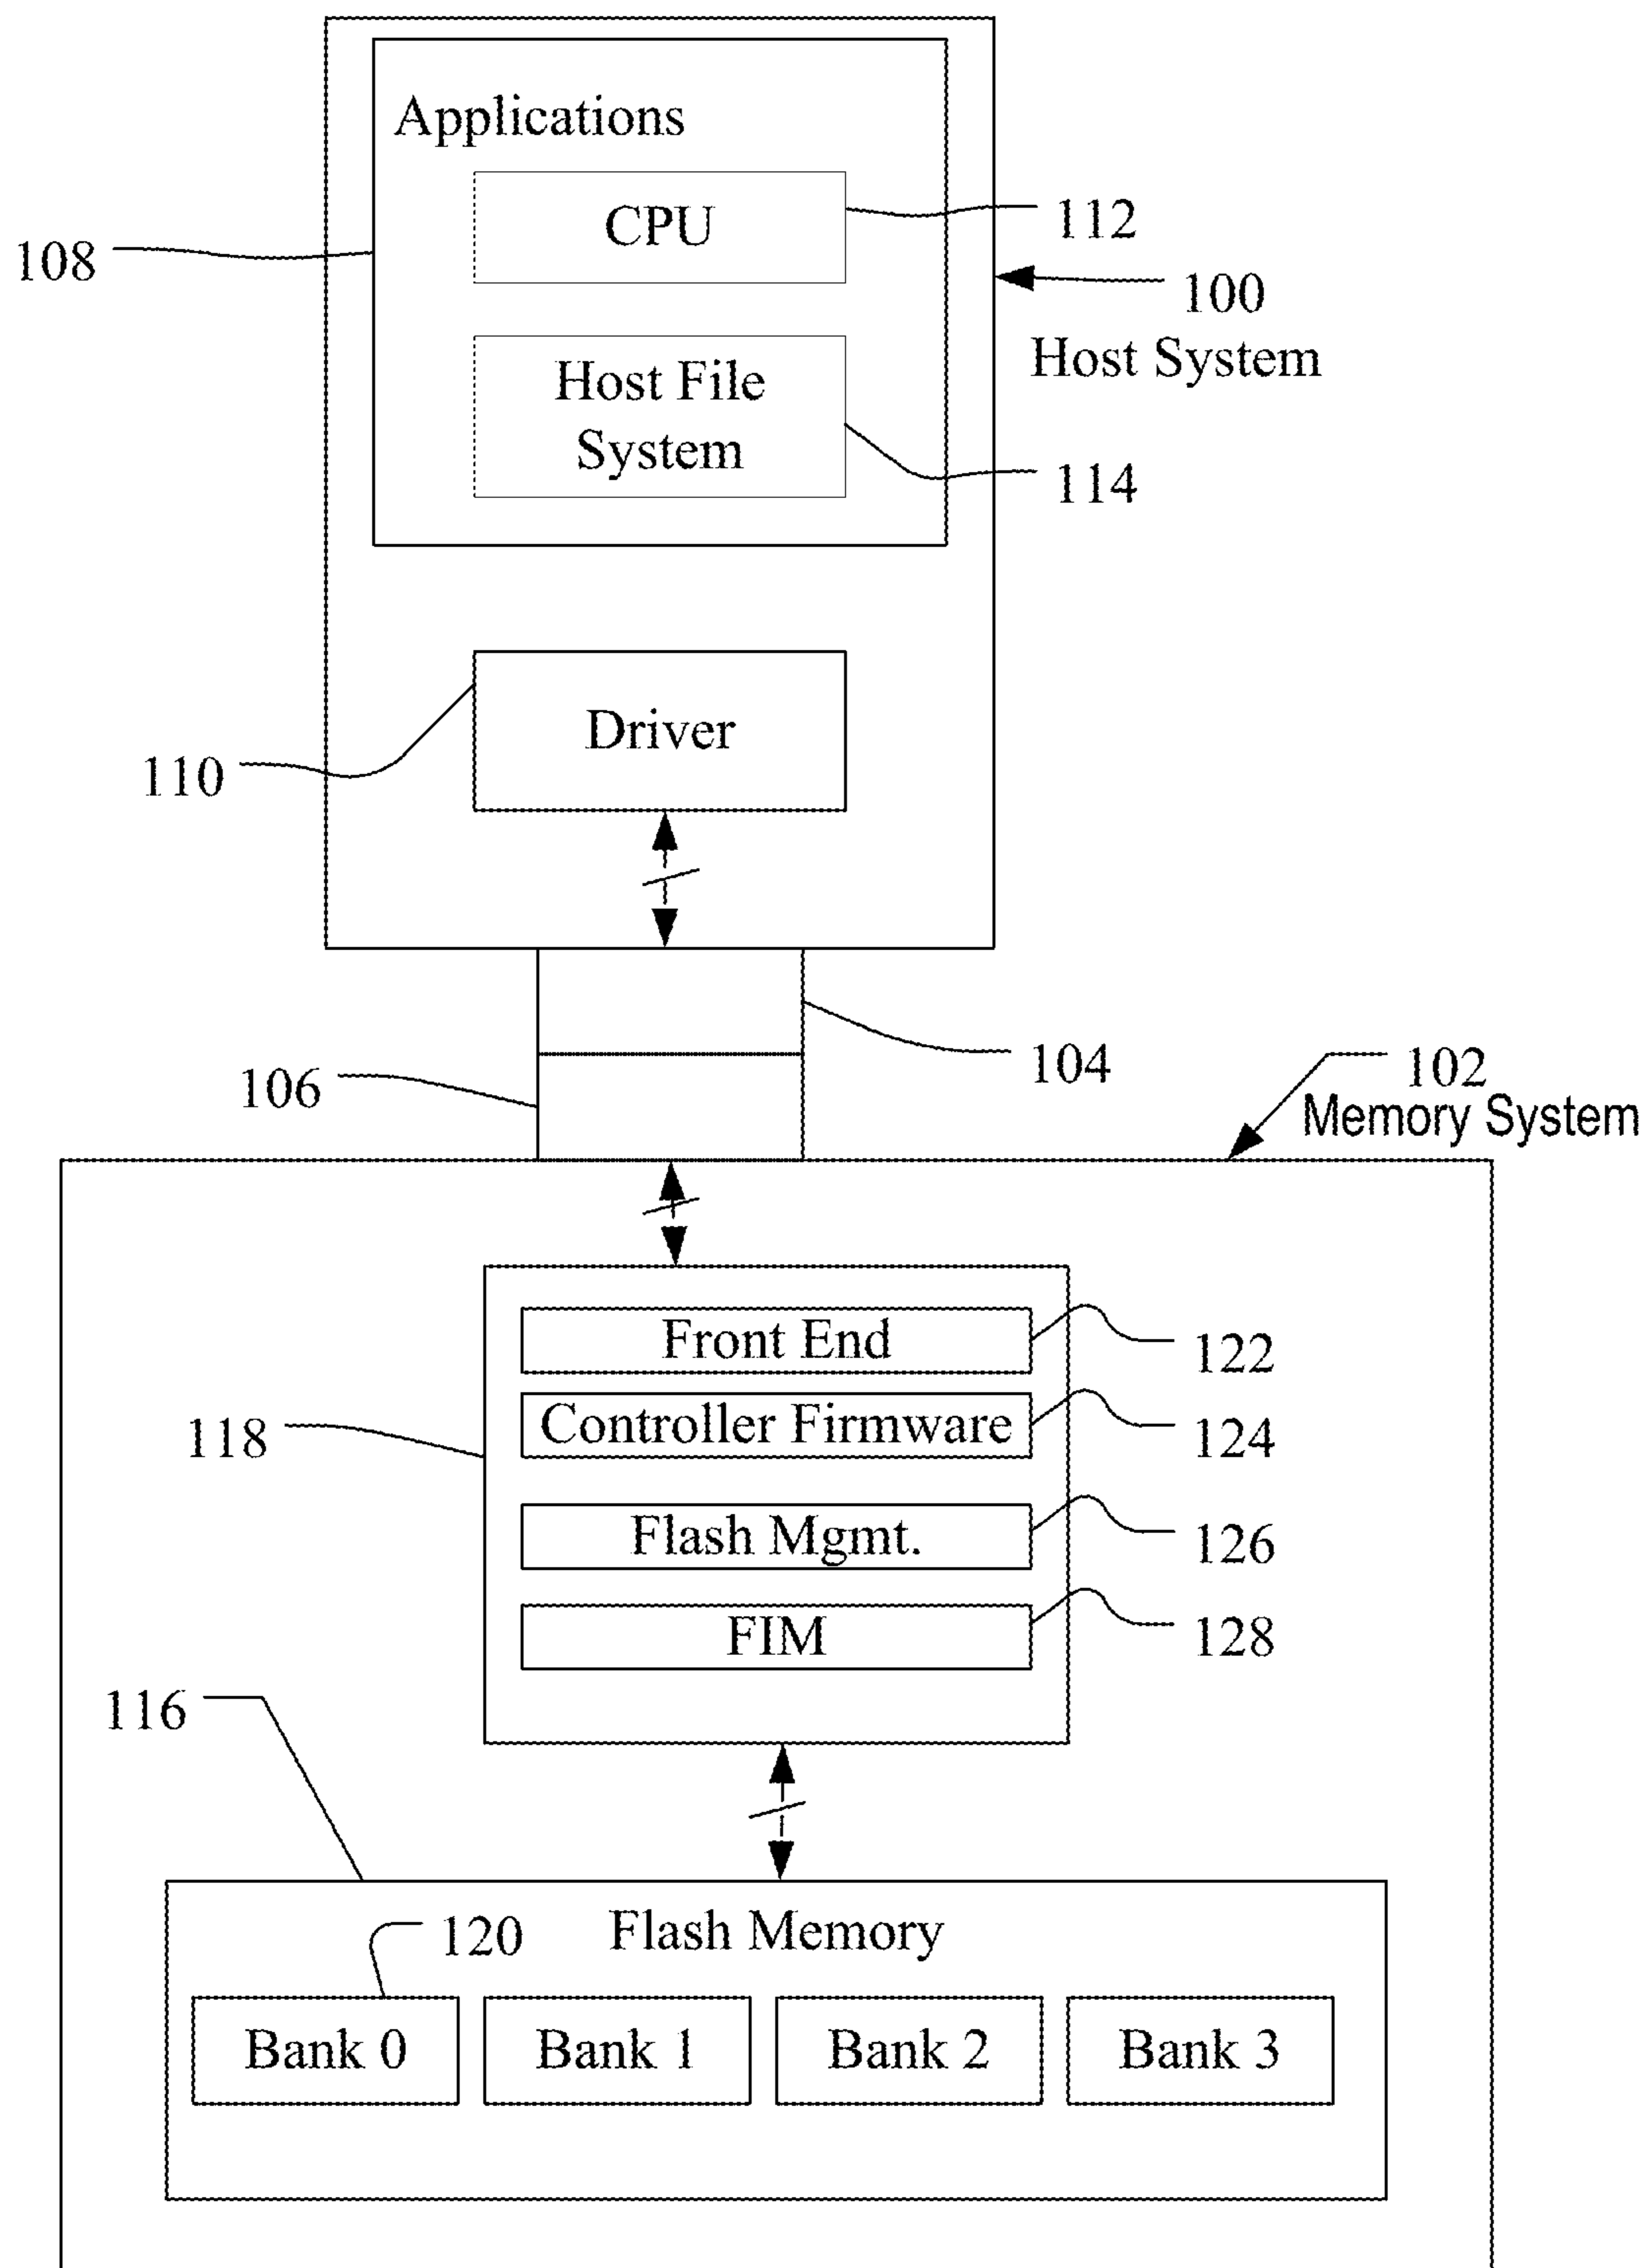 Applications
CPU
112
108
100
Host System
Host File
System
114
Driver
110
104
106
102
Memory System
Front End
122
Controller Firmware
124
118
Flash Mgmt.
126
FIM
128
116
120
Flash Memory
Bank 0
Bank 1
Bank 2
Bank 3